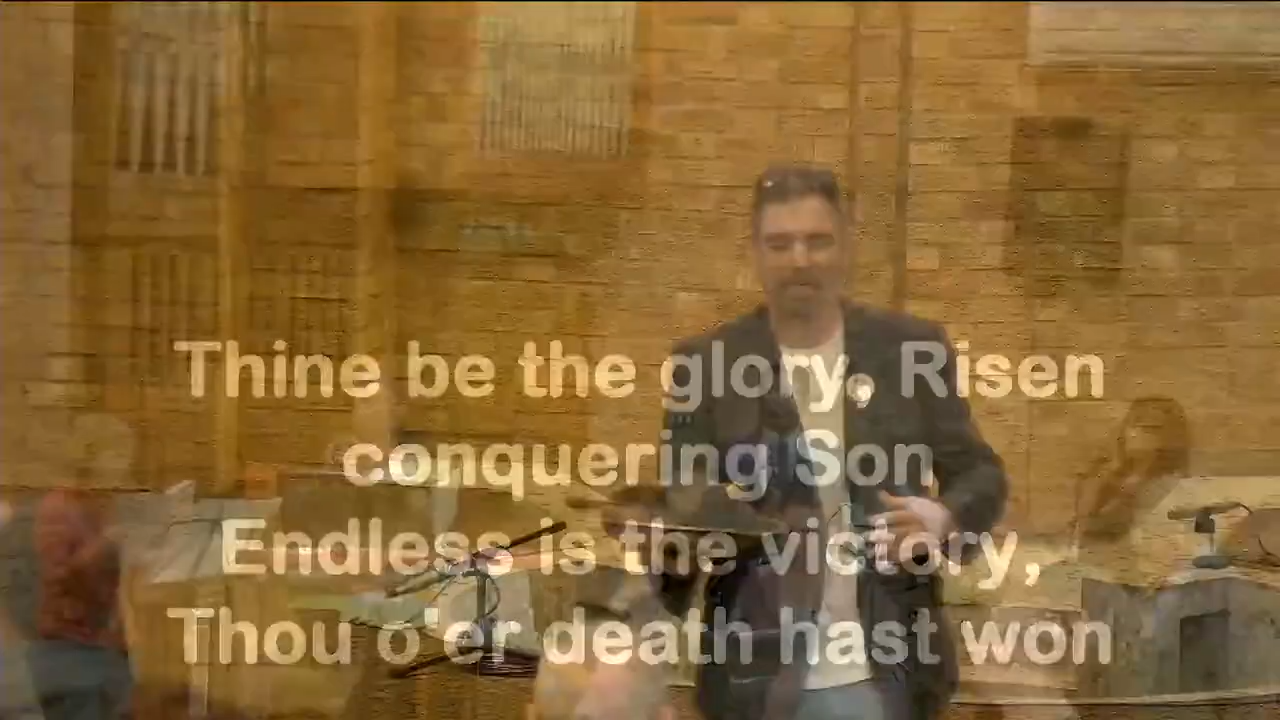 Thine be the glory, Risen
conquering Son,
Endless is the victory,
Thou o'er death hast won